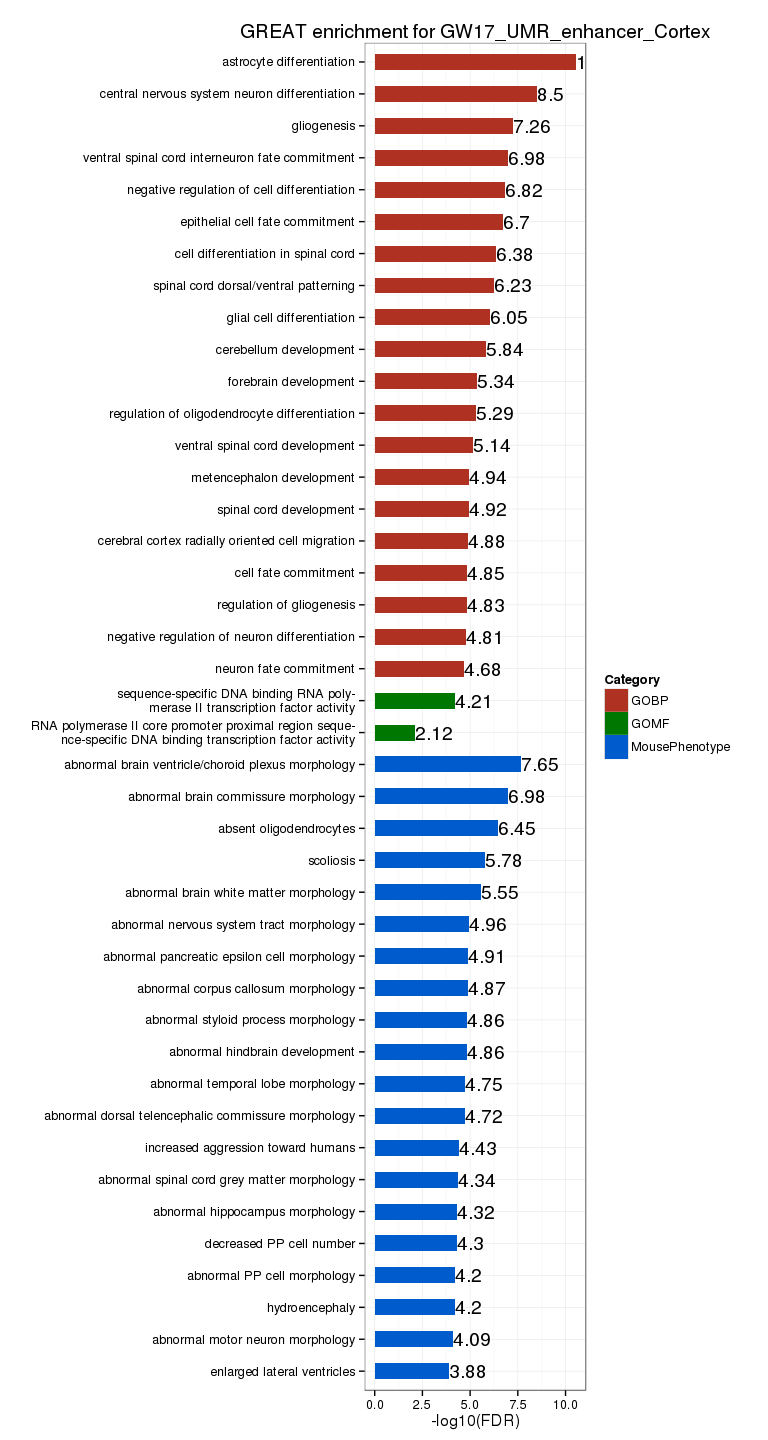 GREAT enrichment for GW17_UMR_enhancer_Cortex
astrocyte differentiation 1
central nervous system neuron differentiation 8.5
gliogenesis 7.26
ventral spinal cord interneuron fate commitment 6.98
negative regulation of cell differentiation 6.82
epithelial cell fate commitment 6.7
cell differentiation in spinal cord 6.38
spinal cord dorsal/ventral patterning 6.23
glial cell differentiation 6.05
cerebellum development 5.84
forebrain development 5.34
regulation of oligodendrocyte differentiation 5.29
ventral spinal cord development 5.14
metencephalon development 4.94
spinal cord development 4.92
cerebral cortex radially oriented cell migration 4.88
cell fate commitment 4.85
regulation of gliogenesis 4.83
negative regulation of neuron differentiation 4.81
neuron fate commitment 4.68
sequence-specific DNA binding RNA poly-
merase II transcription factor activity 4.21
RNA polymerase II core promoter proximal region seque-
nce-specific DNA binding transcription factor activity 2.12
abnormal brain ventricle/choroid plexus morphology 7.65
abnormal brain commissure morphology 6.98
absent oligodendrocytes 6.45
scoliosis 5.78
abnormal brain white matter morphology 5.55
abnormal nervous system tract morphology 4.96
abnormal pancreatic epsilon cell morphology 4.91
abnormal corpus callosum morphology 4.87
abnormal styloid process morphology 4.86
abnormal hindbrain development 4.86
abnormal temporal lobe morphology 4.75
abnormal dorsal telencephalic commissure morphology 4.72
increased aggression toward humans 4.43
abnormal spinal cord grey matter morphology 4.34
abnormal hippocampus morphology 4.32
decreased PP cell number 4.3
abnormal PP cell morphology 4.2
hydroencephaly 4.2
abnormal motor neuron morphology 4.09
enlarged lateral ventricles 3.88
0.0 2.5 5.0 7.5 10.0
-log10(FDR)
Category
GOBP
GOMF
MousePhenotype